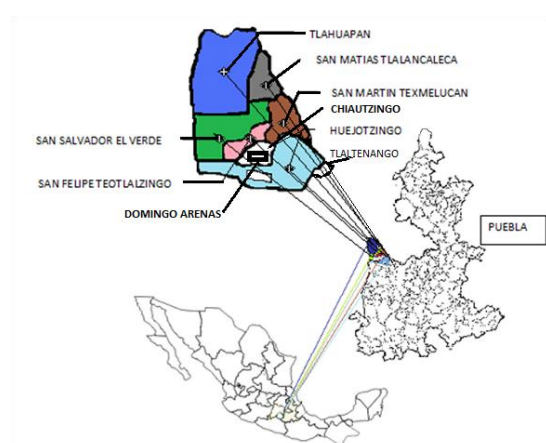 TLAHUAPAN
SAN MATIAS TLALANCALECA
SAN MARTIN TEXMELUCAN
CHIAUTZINGO
HUEJOTZINGO
SAN SALVADOR EL VERDE
TLALTENANGO
SAN FELIPE TEOTLALZINGO
DOMINGO ARENAS
PUEBLA